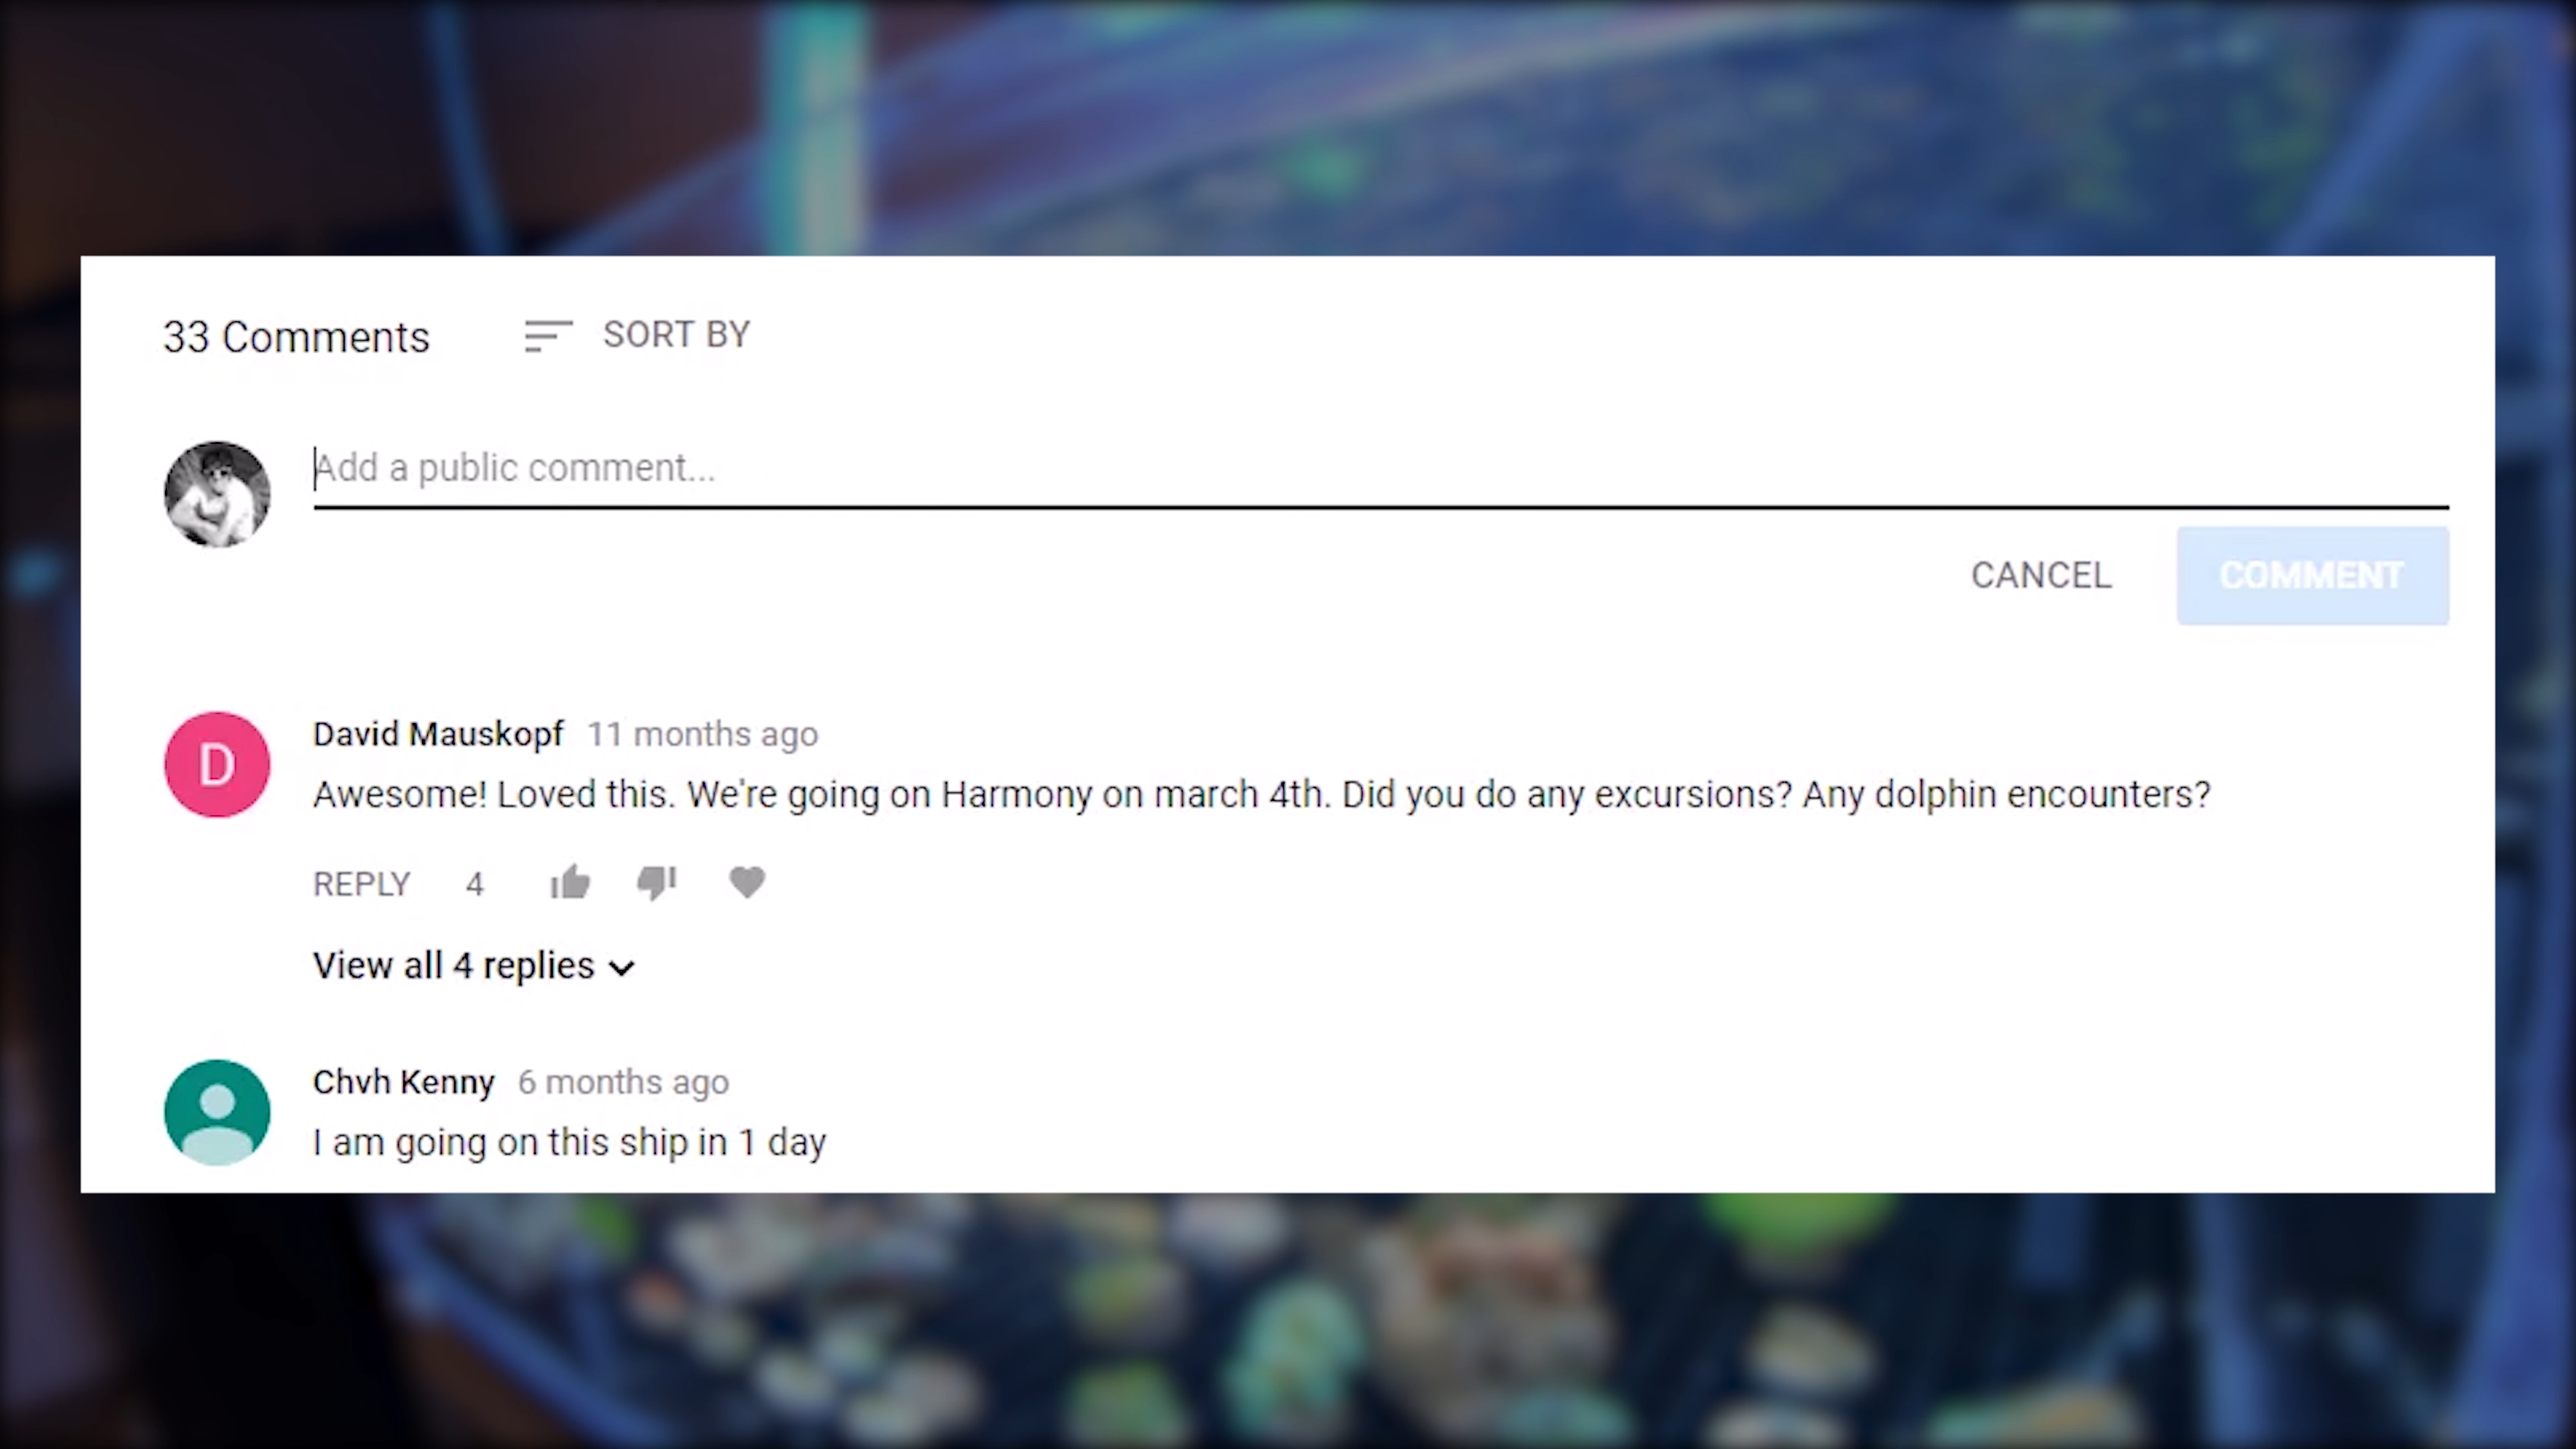 33 Comments SORT BY
Add a public comment...
CANCEL COMMENT
D
David Mauskopf 11 months ago
Awesome! Loved this. We're going on Harmony on march 4th. Did you do any excursions? Any dolphin encounters?
REPLY 4
View all 4 replies
Chvh Kenny 6 months ago
I am going on this ship in 1 day